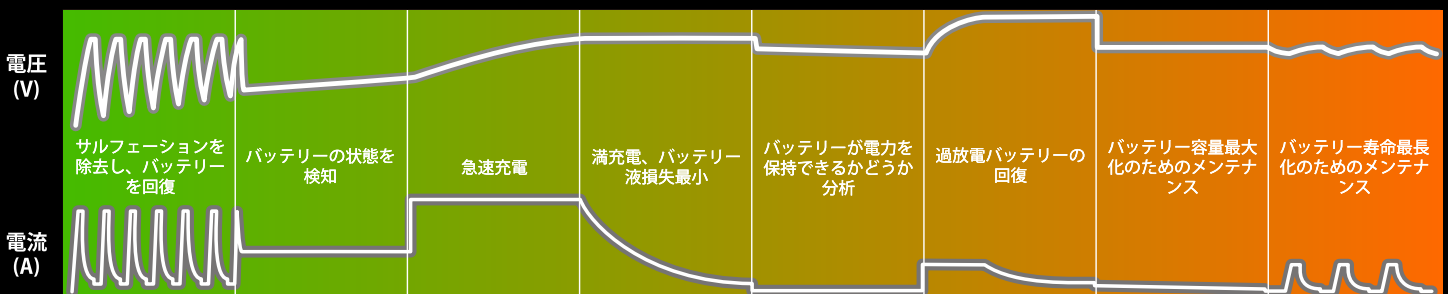 電圧
(V)
サルフェーションを
除去し、バッテリー
を回復
バッテリーの状態を
検知
急速充電
満充電、バッテリー
液損失最小
バッテリーが電力を
保持できるかどうか
分析
過放電バッテリーの
回復
バッテリー容量最大
化のためのメンテナ
ンス
バッテリー寿命最長
化のためのメンテナ
ンス
電流
(A)